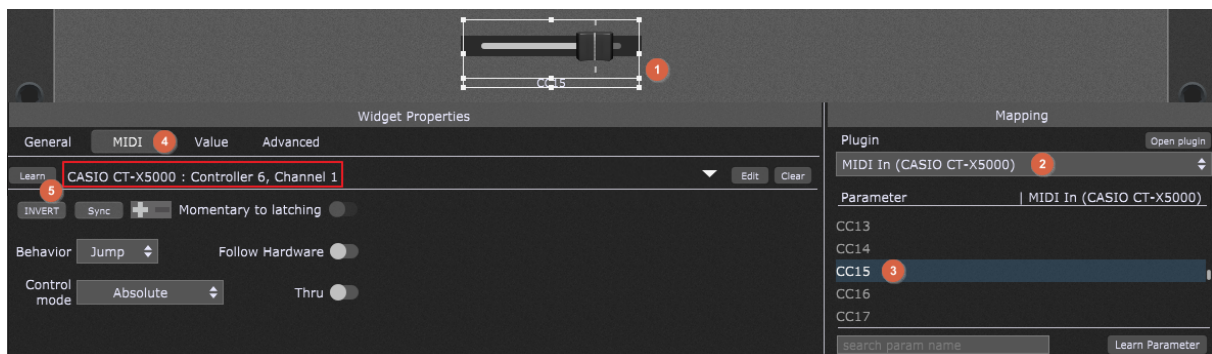 1
CC15
Widget Properties
General MIDI 4 Value Advanced
Learn CASIO CT-X5000 : Controller 6, Channel 1 Edit Clear
5
INVERT Sync Momentary to latching
Behavior Jump Follow Hardware
Control mode Absolute Thru
Mapping
Plugin Open plugin
MIDI In (CASIO CT-X5000) 2
Parameter | MIDI In (CASIO CT-X5000)
CC13
CC14
CC15 3
CC16
CC17
search param name Learn Parameter